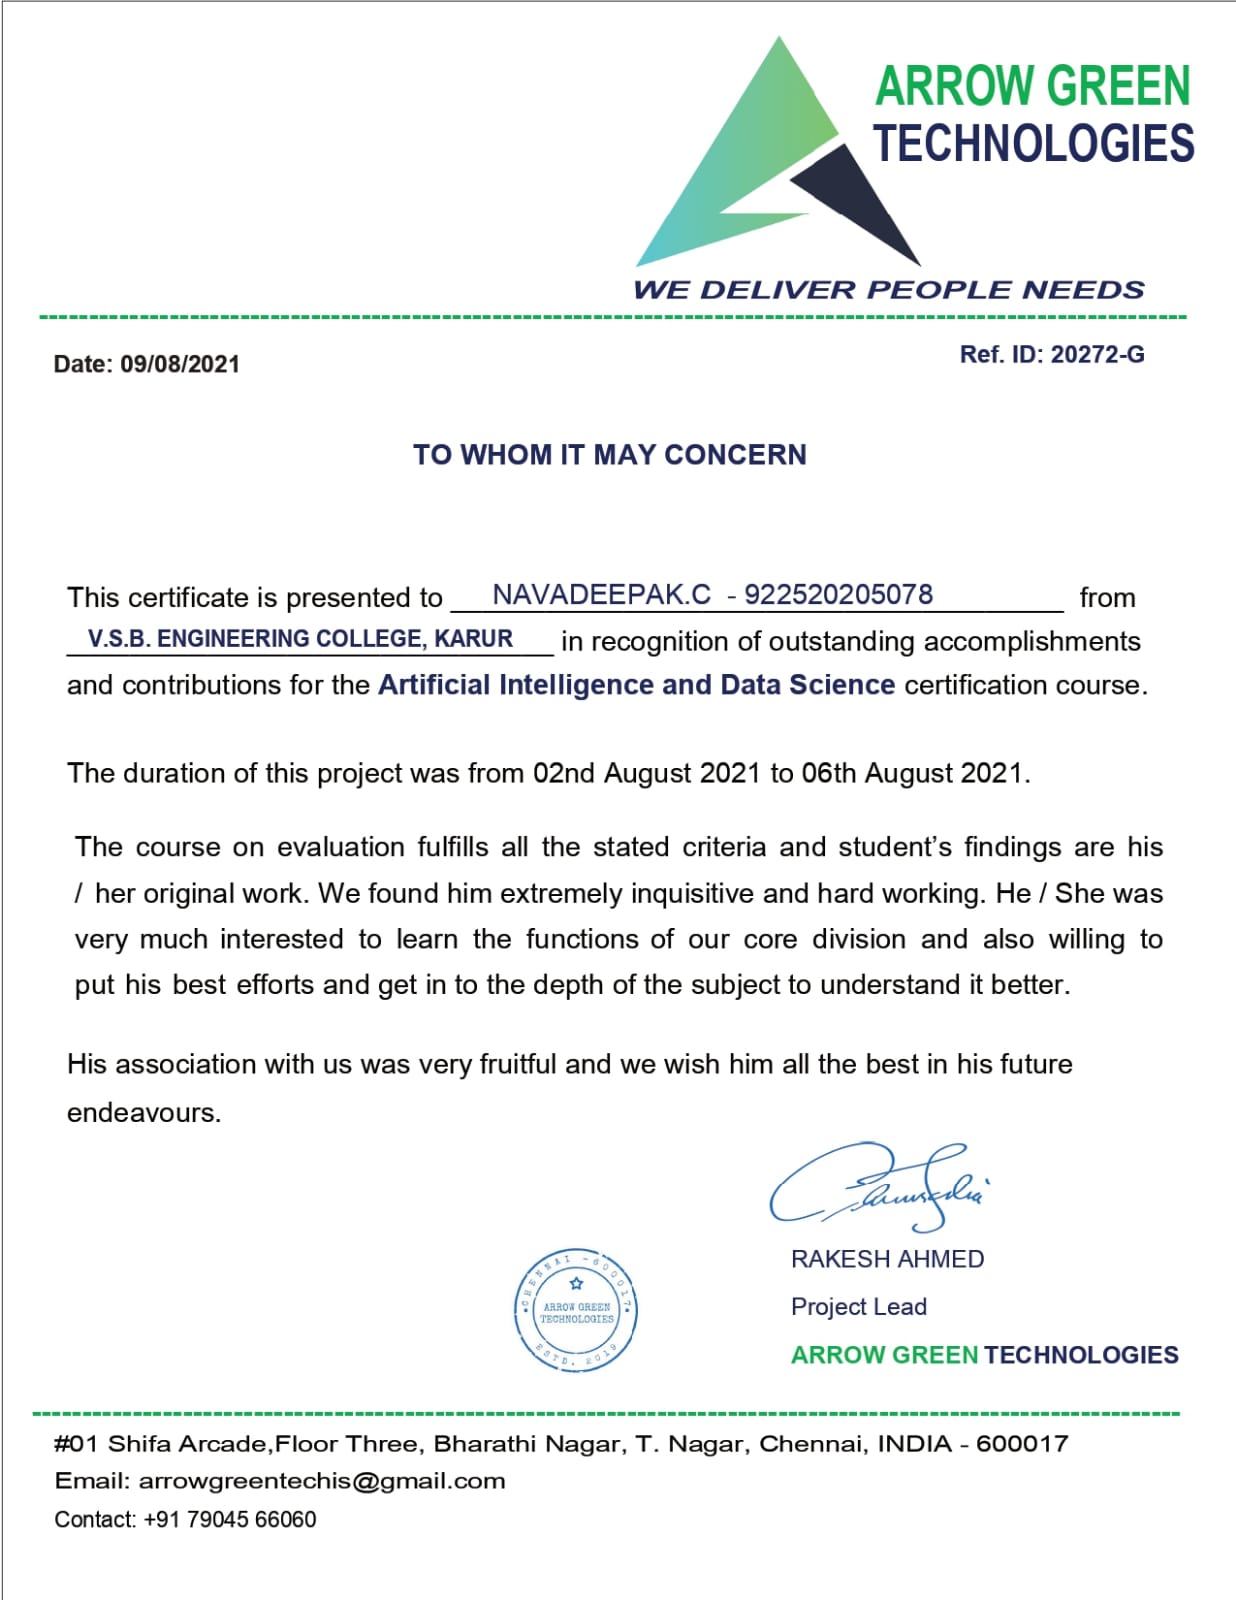 ARROW GREEN
TECHNOLOGIES
WE DELIVER PEOPLE NEEDS
Date: 09/08/2021
Ref. ID: 20272-G
TO WHOM IT MAY CONCERN
This certificate is presented to NAVADEEPAK.C - 922520205078 from
V.S.B. ENGINEERING COLLEGE, KARUR in recognition of outstanding accomplishments
and contributions for the Artificial Intelligence and Data Science certification course.
The duration of this project was from 02nd August 2021 to 06th August 2021.
The course on evaluation fulfills all the stated criteria and student’s findings are his
/ her original work. We found him extremely inquisitive and hard working. He / She was
very much interested to learn the functions of our core division and also willing to
put his best efforts and get in to the depth of the subject to understand it better.
His association with us was very fruitful and we wish him all the best in his future
endeavours.
CHENNAI -600017
ARROW GREEN
TECHNOLOGIES
ESTD. 2019
RAKESH AHMED
Project Lead
ARROW GREEN TECHNOLOGIES
#01 Shifa Arcade,Floor Three, Bharathi Nagar, T. Nagar, Chennai, INDIA - 600017
Email: arrowgreentechis@gmail.com
Contact: +91 79045 66060